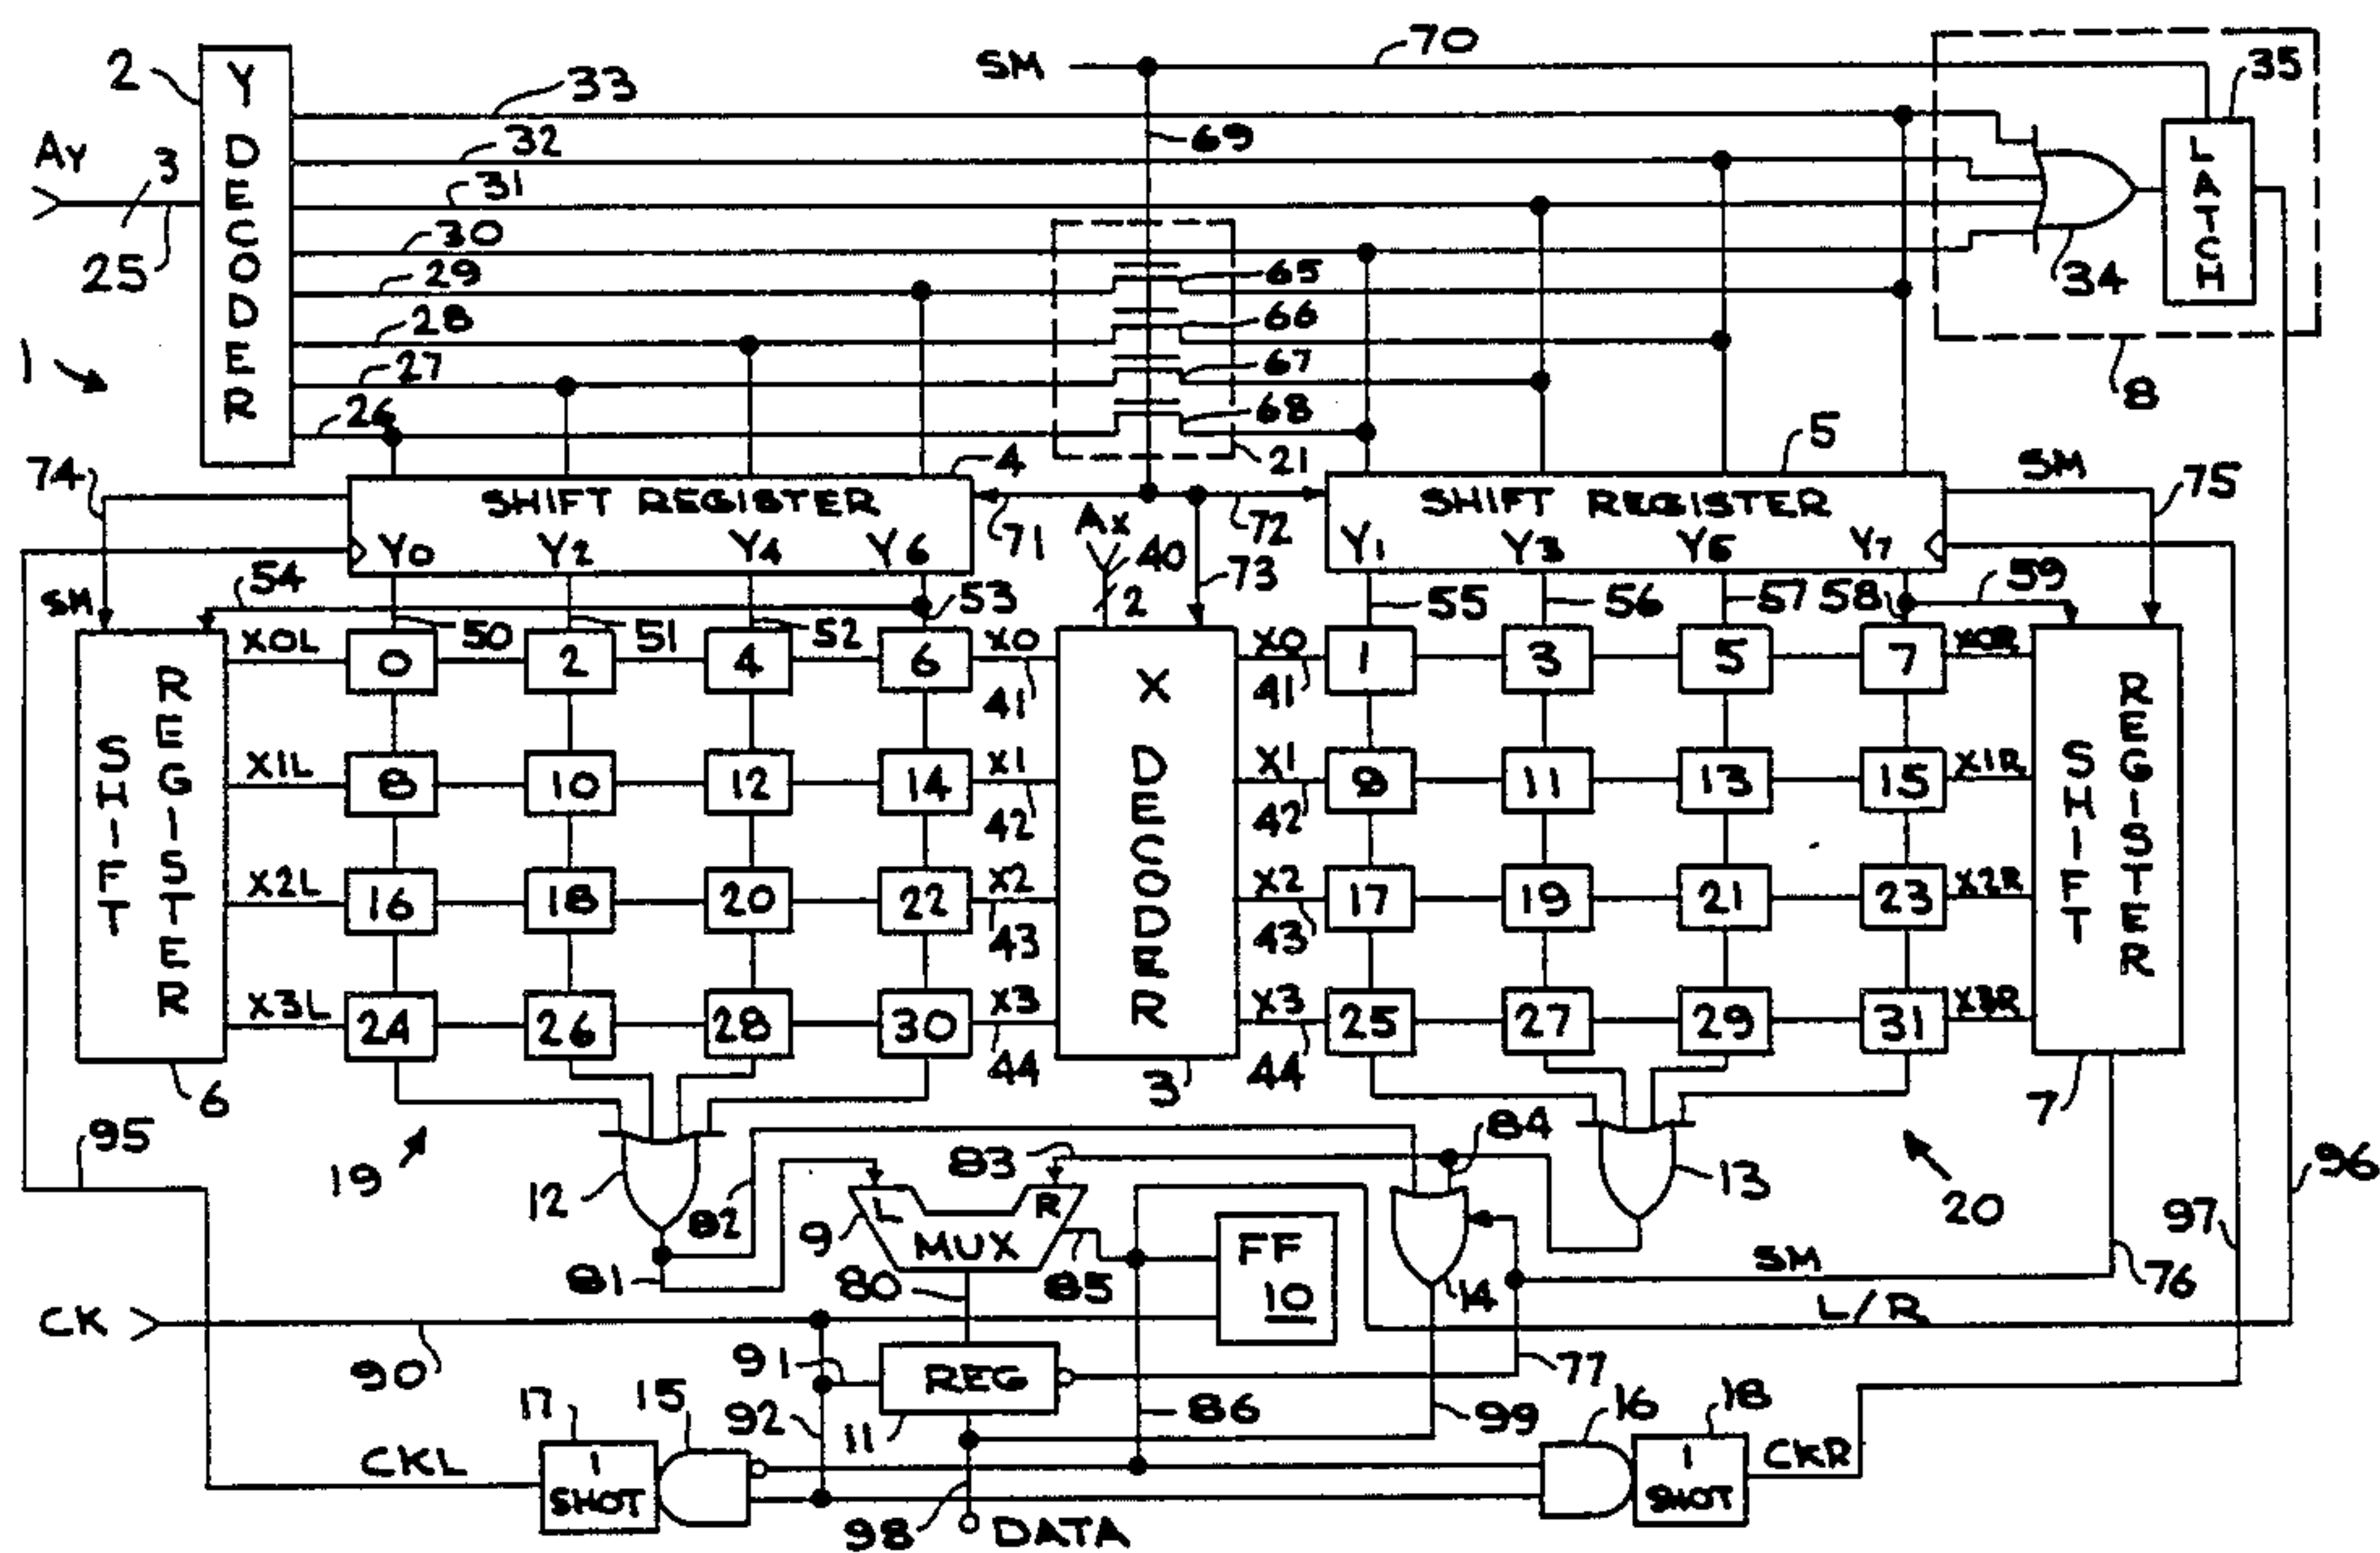 SM 70
2 Y DECODER 33 35
32 69 LATCH
AY 3 31
30 34
25 29 65
28 66
1 27 67 8
26 68
21
74 4 5 SM 75
SHIFT REGISTER 71 72 SHIFT REGISTER
AX 40
Y0 Y2 Y4 Y6 Y1 Y3 Y5 Y7
SM 54 53 2 73 55 56 57 58 59
50 51 52
X0L 0 2 4 6 X0 41 X0 41 1 3 5 7 X0R
SHIFT REGISTER X DECODER SHIFT REGISTER
X1L 8 10 12 14 X1 42 X1 42 9 11 13 15 X1R
X2L 16 18 20 22 X2 43 X2 43 17 19 21 23 X2R
X3L 24 26 28 30 X3 44 X3 44 25 27 29 31 X3R
6 3 7
95 84
19 12 82 83 13 20 96
9 L R 97
MUX FF 10
81 80 85 14 SM 76
CK L/R
90 91 REG 77
17 15 92 11 86 99 16 18
CKL 1 SHOT 1 SHOT CKR
98 DATA